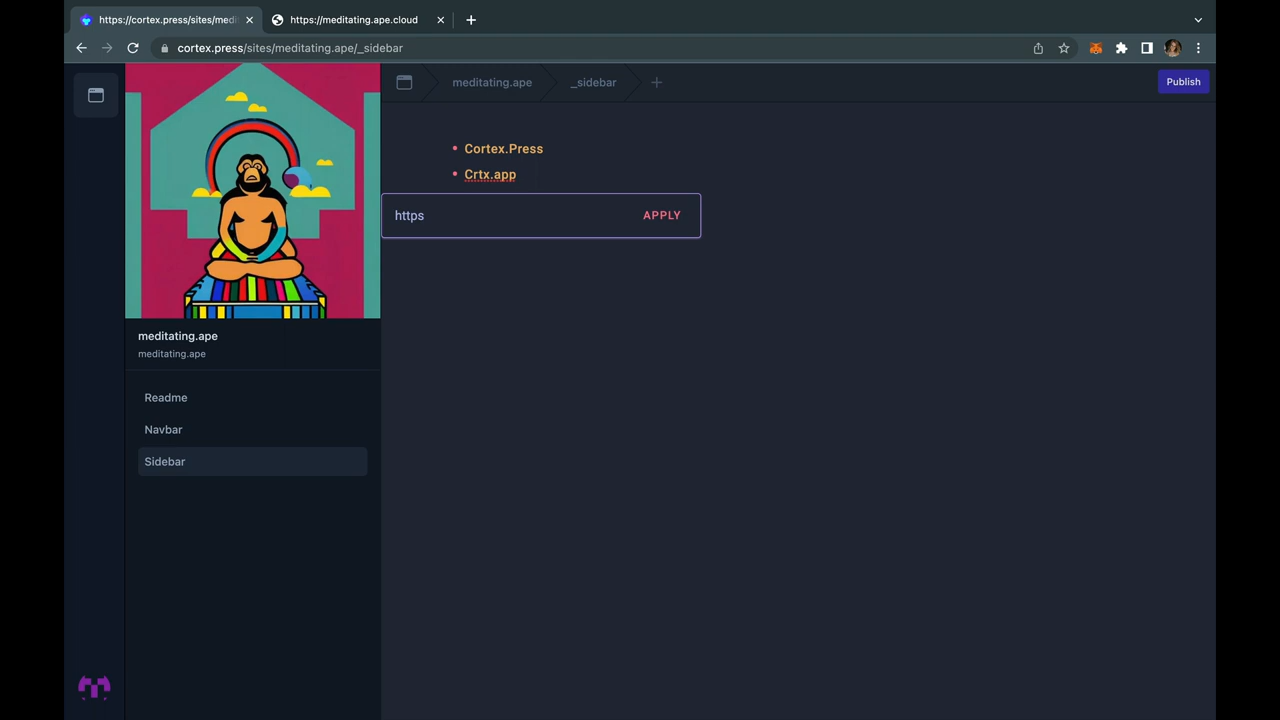 https://cortex.press/sites/medi
https://meditating.ape.cloud
cortex.press/sites/meditating.ape/_sidebar
meditating.ape
_sidebar
Publish
Cortex.Press
Crtx.app
https
APPLY
meditating.ape
meditating.ape
Readme
Navbar
Sidebar